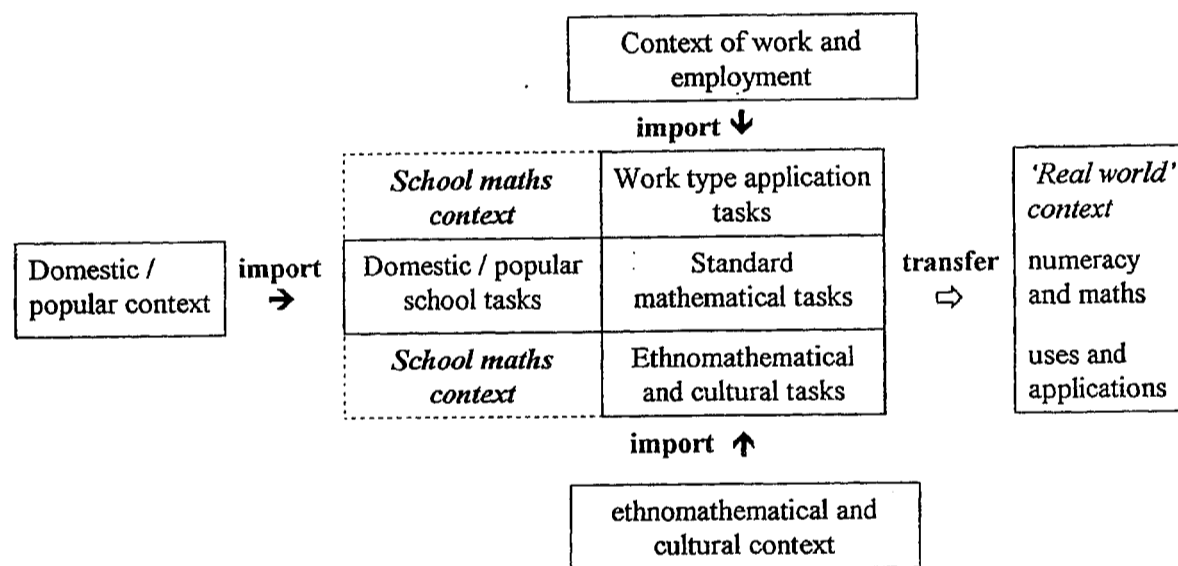 Context of work and
employment
import ↓
School maths
context
Work type application
tasks
'Real world'
context
Domestic /
popular context
import
→
Domestic / popular
school tasks
Standard
mathematical tasks
transfer
⇨
numeracy
and maths
School maths
context
Ethnomathematical
and cultural tasks
uses and
applications
import ↑
ethnomathematical and
cultural context